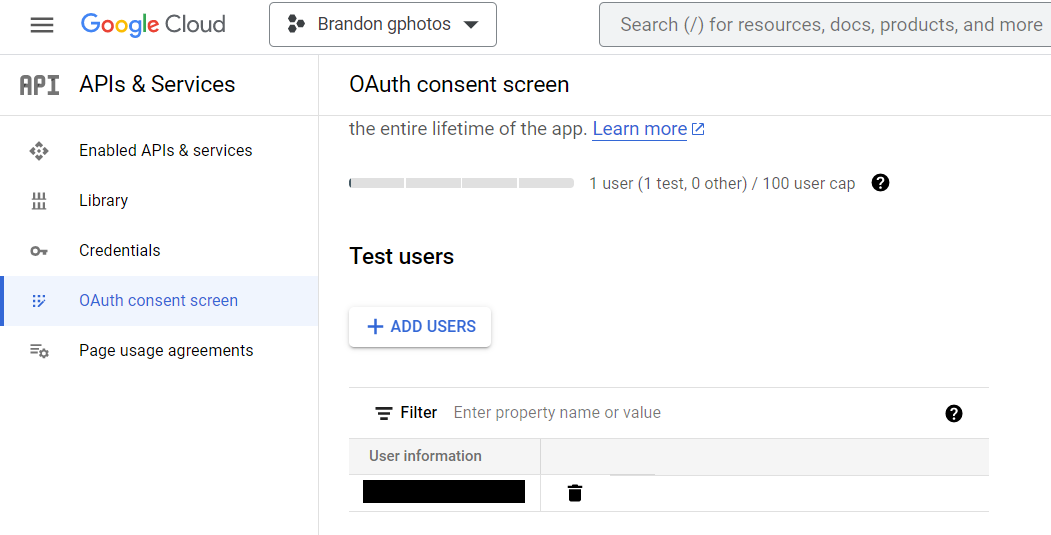 Google Cloud
Brandon gphotos
Search (/) for resources, docs, products, and more
API
APIs & Services
OAuth consent screen
Enabled APIs & services
Library
Credentials
OAuth consent screen
Page usage agreements
the entire lifetime of the app. Learn more
1 user (1 test, 0 other) / 100 user cap
?
Test users
+ ADD USERS
Filter Enter property name or value
?
User information